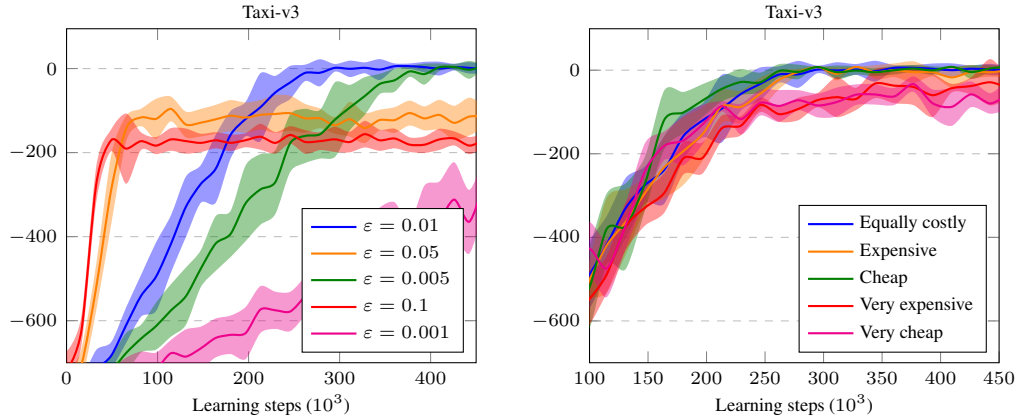 Taxi-v3
0
−200
−400
−600
0
100
200
300
400
Learning steps (10³)
ε = 0.01
ε = 0.05
ε = 0.005
ε = 0.1
ε = 0.001
Taxi-v3
0
−200
−400
−600
100
150
200
250
300
350
400
450
Learning steps (10³)
Equally costly
Expensive
Cheap
Very expensive
Very cheap